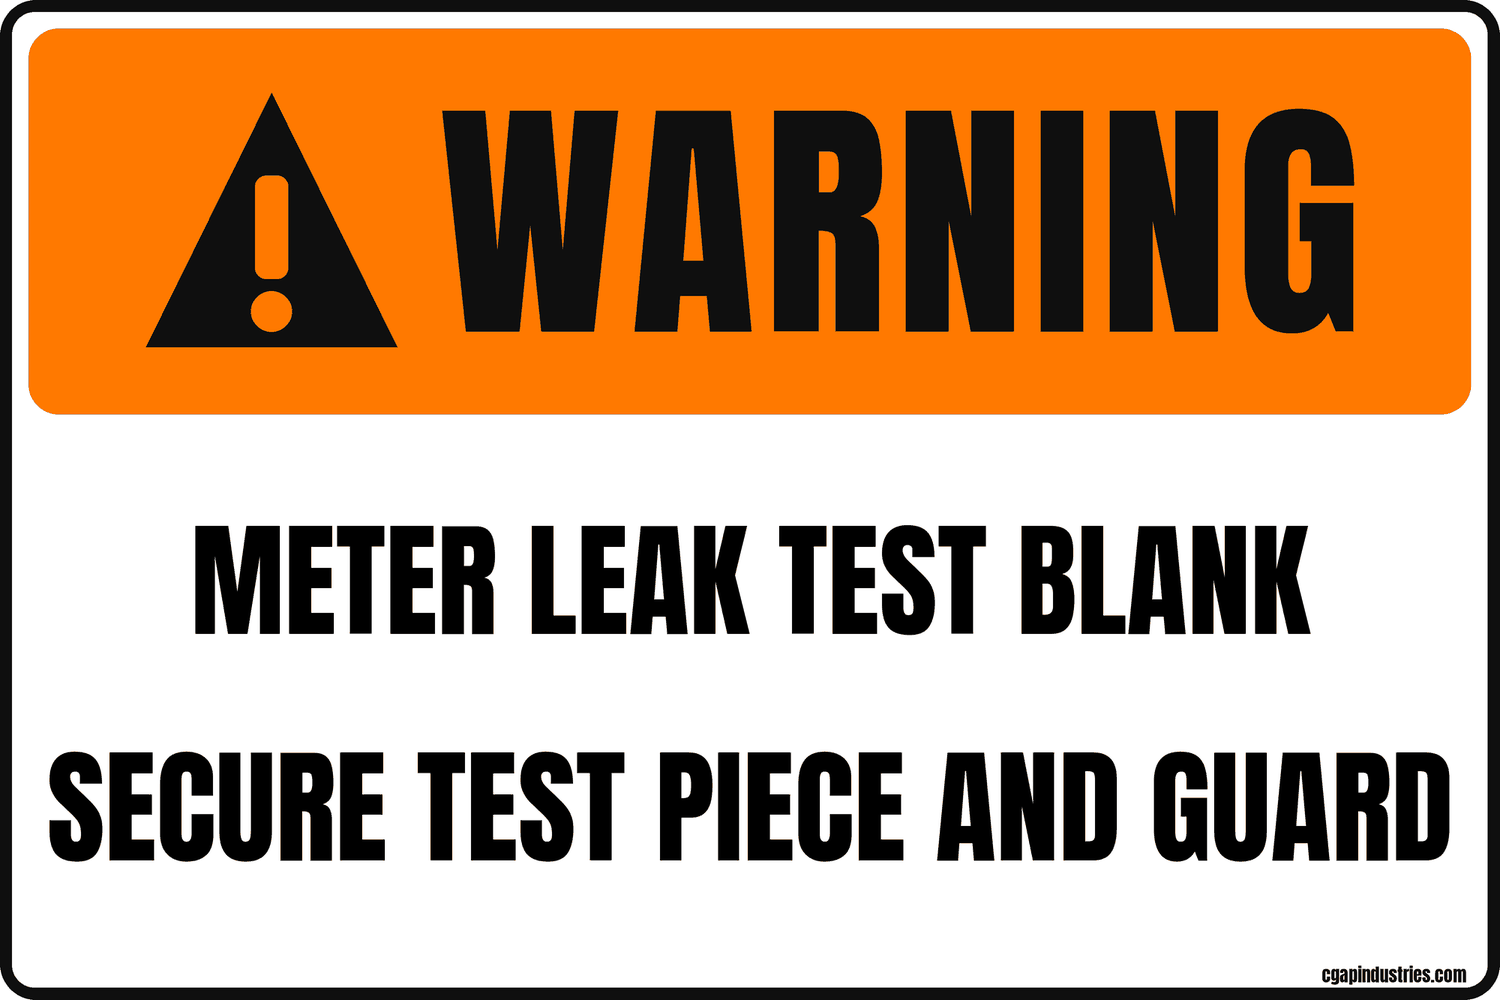 WARNING
METER LEAK TEST BLANK
SECURE TEST PIECE AND GUARD
cgapindustries.com